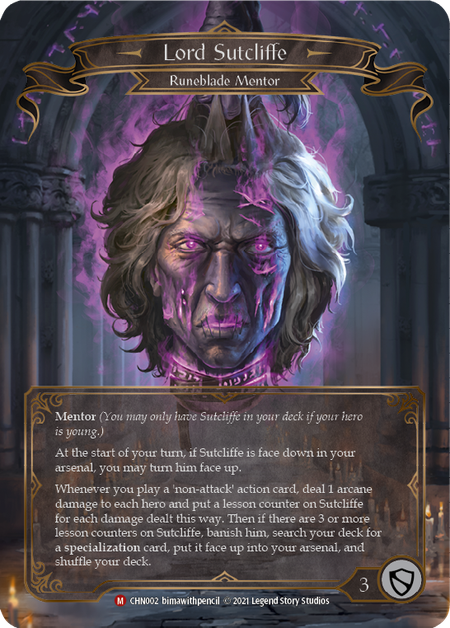 Lord Sutcliffe
Runeblade Mentor
Mentor (You may only have Sutcliffe in your deck if your hero
is young.)
At the start of your turn, if Sutcliffe is face down in your
arsenal, you may turn him face up.
Whenever you play a 'non-attack' action card, deal 1 arcane
damage to each hero and put a lesson counter on Sutcliffe
for each damage dealt this way. Then if there are 3 or more
lesson counters on Sutcliffe, banish him, search your deck for
a specialization card, put it face up into your arsenal, and
shuffle your deck.
3
M CHN002 bimawithpencil © 2021 Legend Story Studios